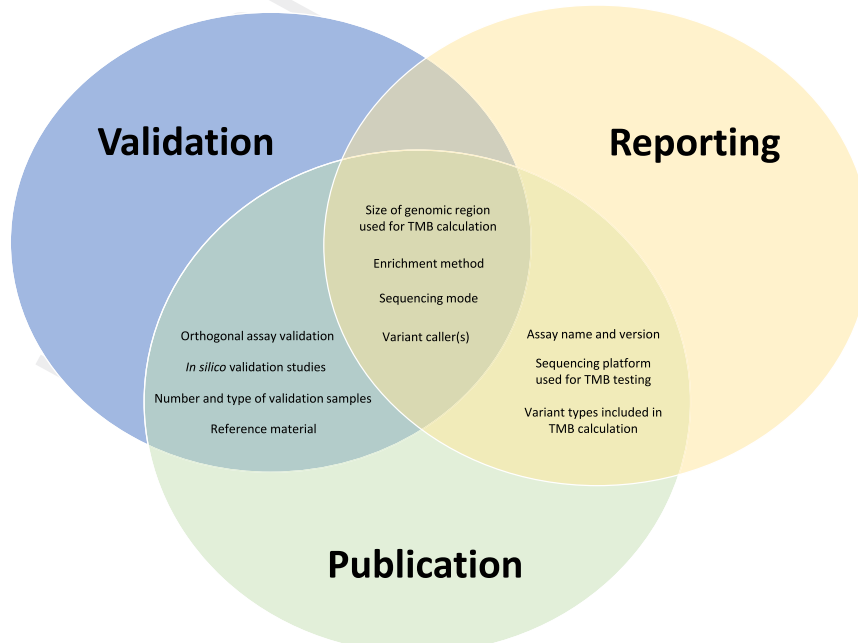 Validation
Reporting
Size of genomic region
used for TMB calculation
Enrichment method
Sequencing mode
Variant caller(s)
Orthogonal assay validation
In silico validation studies
Number and type of validation samples
Reference material
Assay name and version
Sequencing platform
used for TMB testing
Variant types included in
TMB calculation
Publication